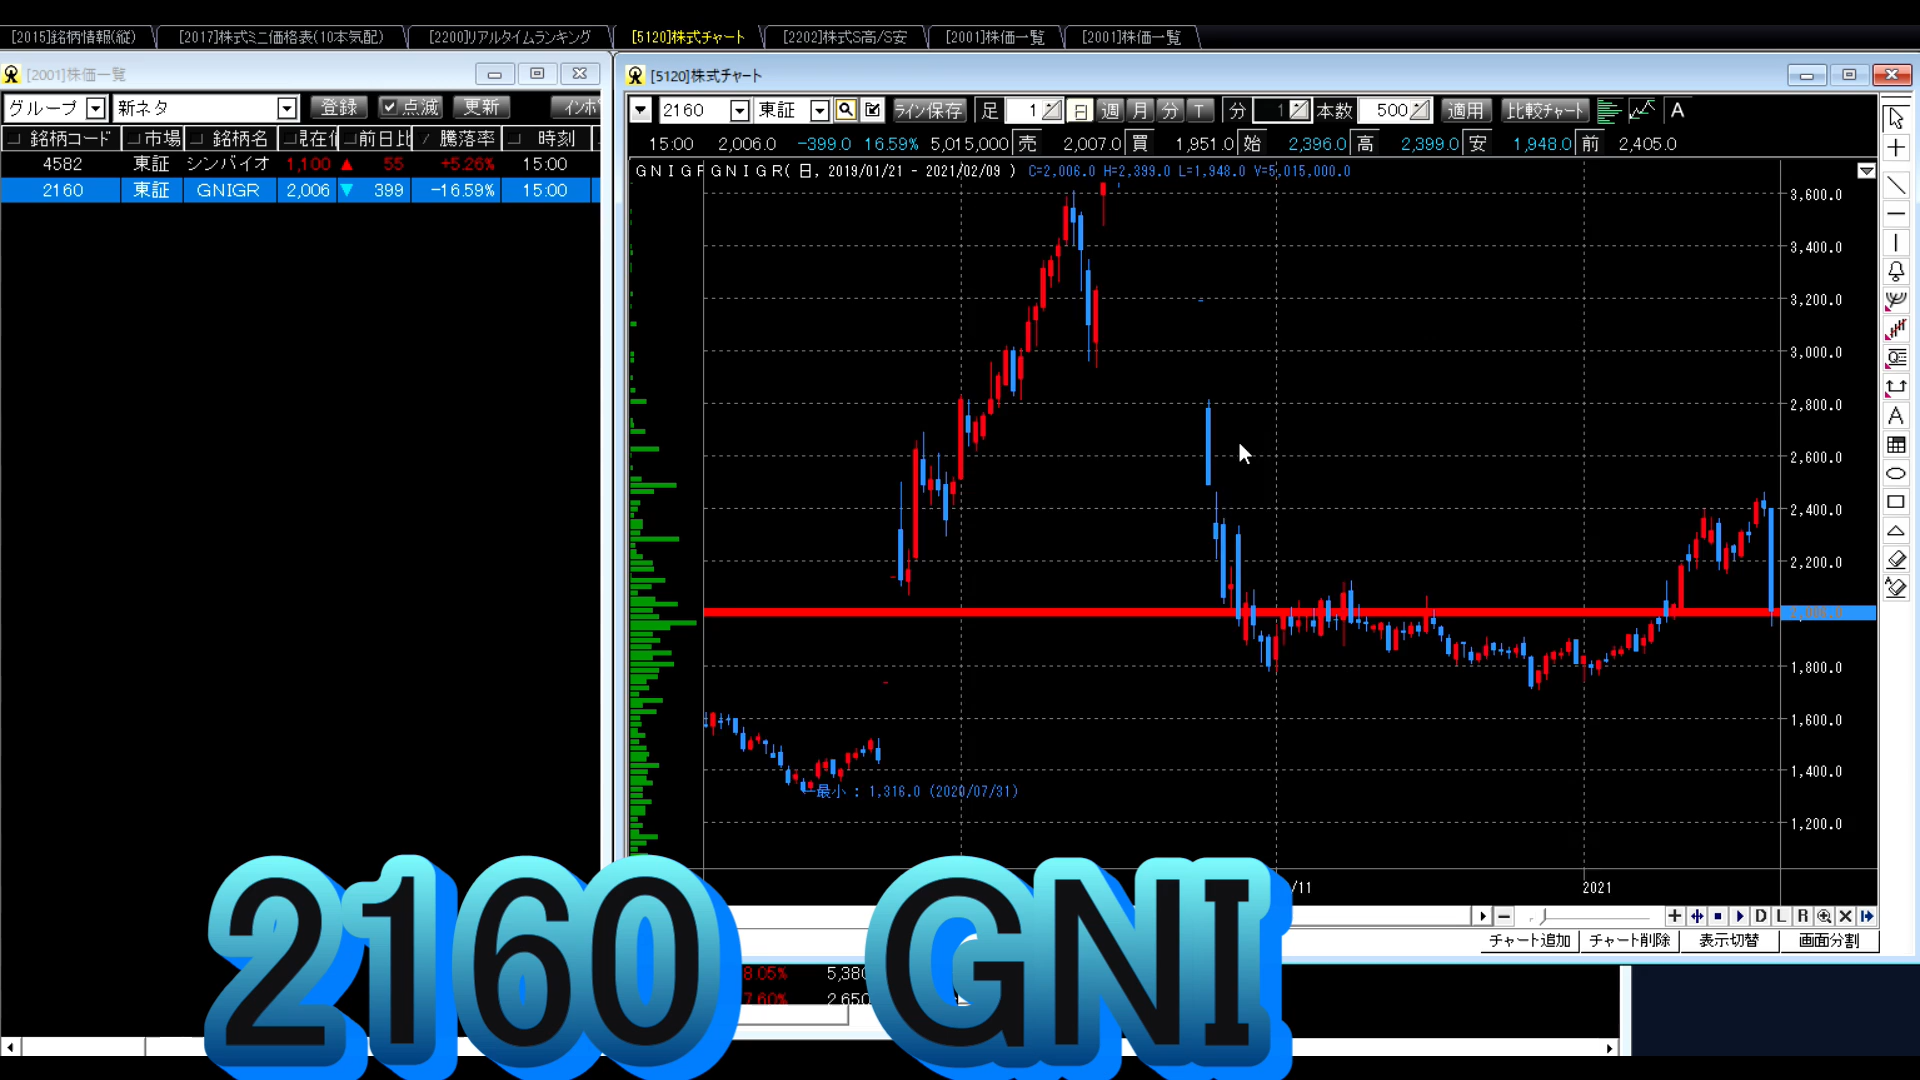 [2015]銘柄情報(縦) [2017]株式ミニ価格表(10本気配) [2200]リアルタイムランキング [5120]株式チャート [2202]株式S高/S安 [2001]株価一覧 [2001]株価一覧
[2001]株価一覧
グループ 新ネタ 登録 点滅 更新
銘柄コード 市場 銘柄名 現在値 前日比 騰落率 時刻
4582 東証 シンバイオ 1,100 ▲ 55 +5.26% 15:00
2160 東証 GNIGR 2,006 ▼ 399 -16.59% 15:00
[5120]株式チャート
2160 東証 ライン保存 足 1 日 週 月 分 T 分 1 本数 500 適用 比較チャート A
15:00 2,006.0 -399.0 16.59% 5,015,000 売 2,007.0 買 1,951.0 始 2,396.0 高 2,399.0 安 1,948.0 前 2,405.0
GNIGR GNIGR( 日, 2019/01/21 - 2021/02/09 ) C=2,006.0 H=2,399.0 L=1,948.0 V=5,015,000.0
3,600.0
3,400.0
3,200.0
3,000.0
2,800.0
2,600.0
2,400.0
2,200.0
1,800.0
1,600.0
1,400.0
1,200.0
←最小 : 1,316.0 (2020/07/31)
/11 2021
D L R
チャート追加 チャート削除 表示切替 画面分割
8.05% 5,380
7.60% 2,650
2160 GNI